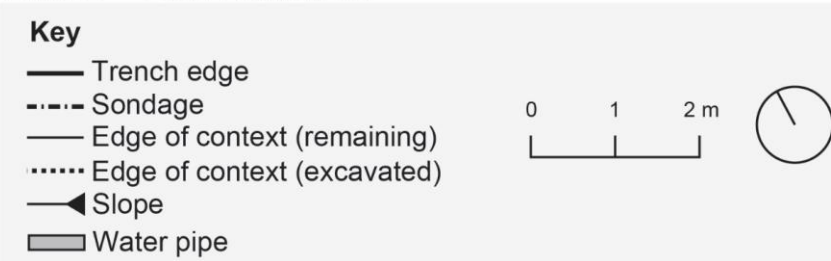 Key
Trench edge
Sondage
Edge of context (remaining)
Edge of context (excavated)
Slope
Water pipe
0 1 2 m